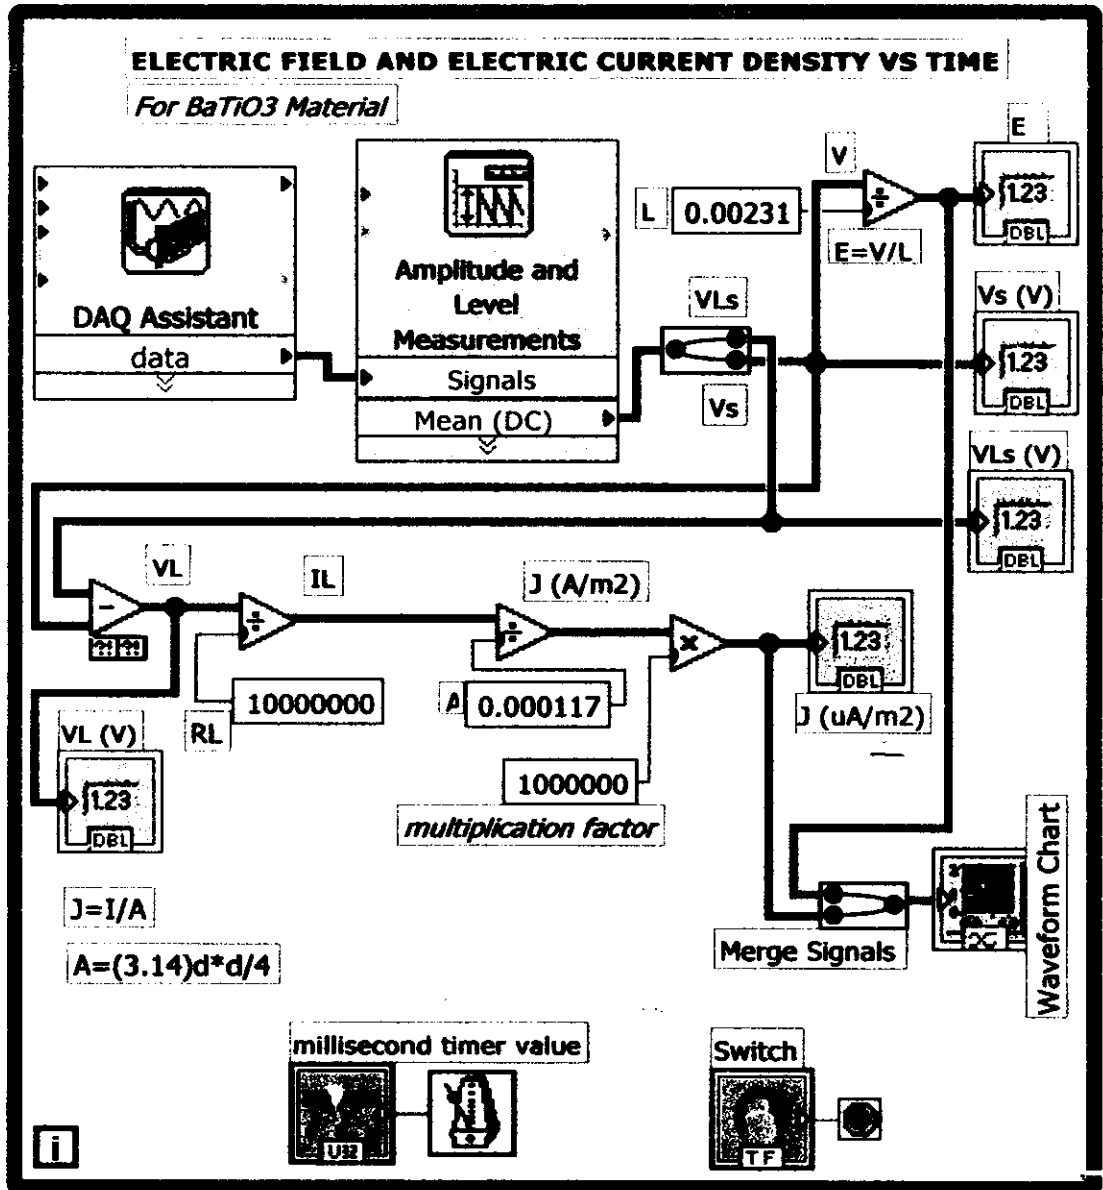 ELECTRIC FIELD AND ELECTRIC CURRENT DENSITY VS TIME
For BaTiO3 Material
E
V
L
0.00231
1.23
DBL
E=V/L
DAQ Assistant
data
Amplitude and
Level
Measurements
Signals
Mean (DC)
VLs
Vs
Vs (V)
1.23
DBL
VLs (V)
1.23
DBL
VL
IL
J (A/m2)
?! ?!
10000000
RL
A
0.000117
1.23
DBL
J (uA/m2)
VL (V)
1.23
DBL
1000000
multiplication factor
Waveform Chart
J=I/A
A=(3.14)d*d/4
Merge Signals
millisecond timer value
U32
Switch
TF
i